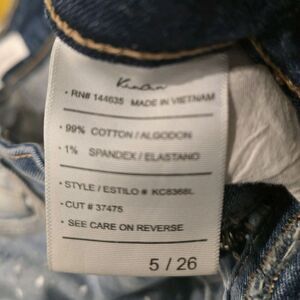 KanCan
• RN# 144635 MADE IN VIETNAM
• 99% COTTON / ALGODON
• 1% SPANDEX / ELASTANO
• STYLE / ESTILO # KC8368L
• CUT # 37475
• SEE CARE ON REVERSE
5 / 26